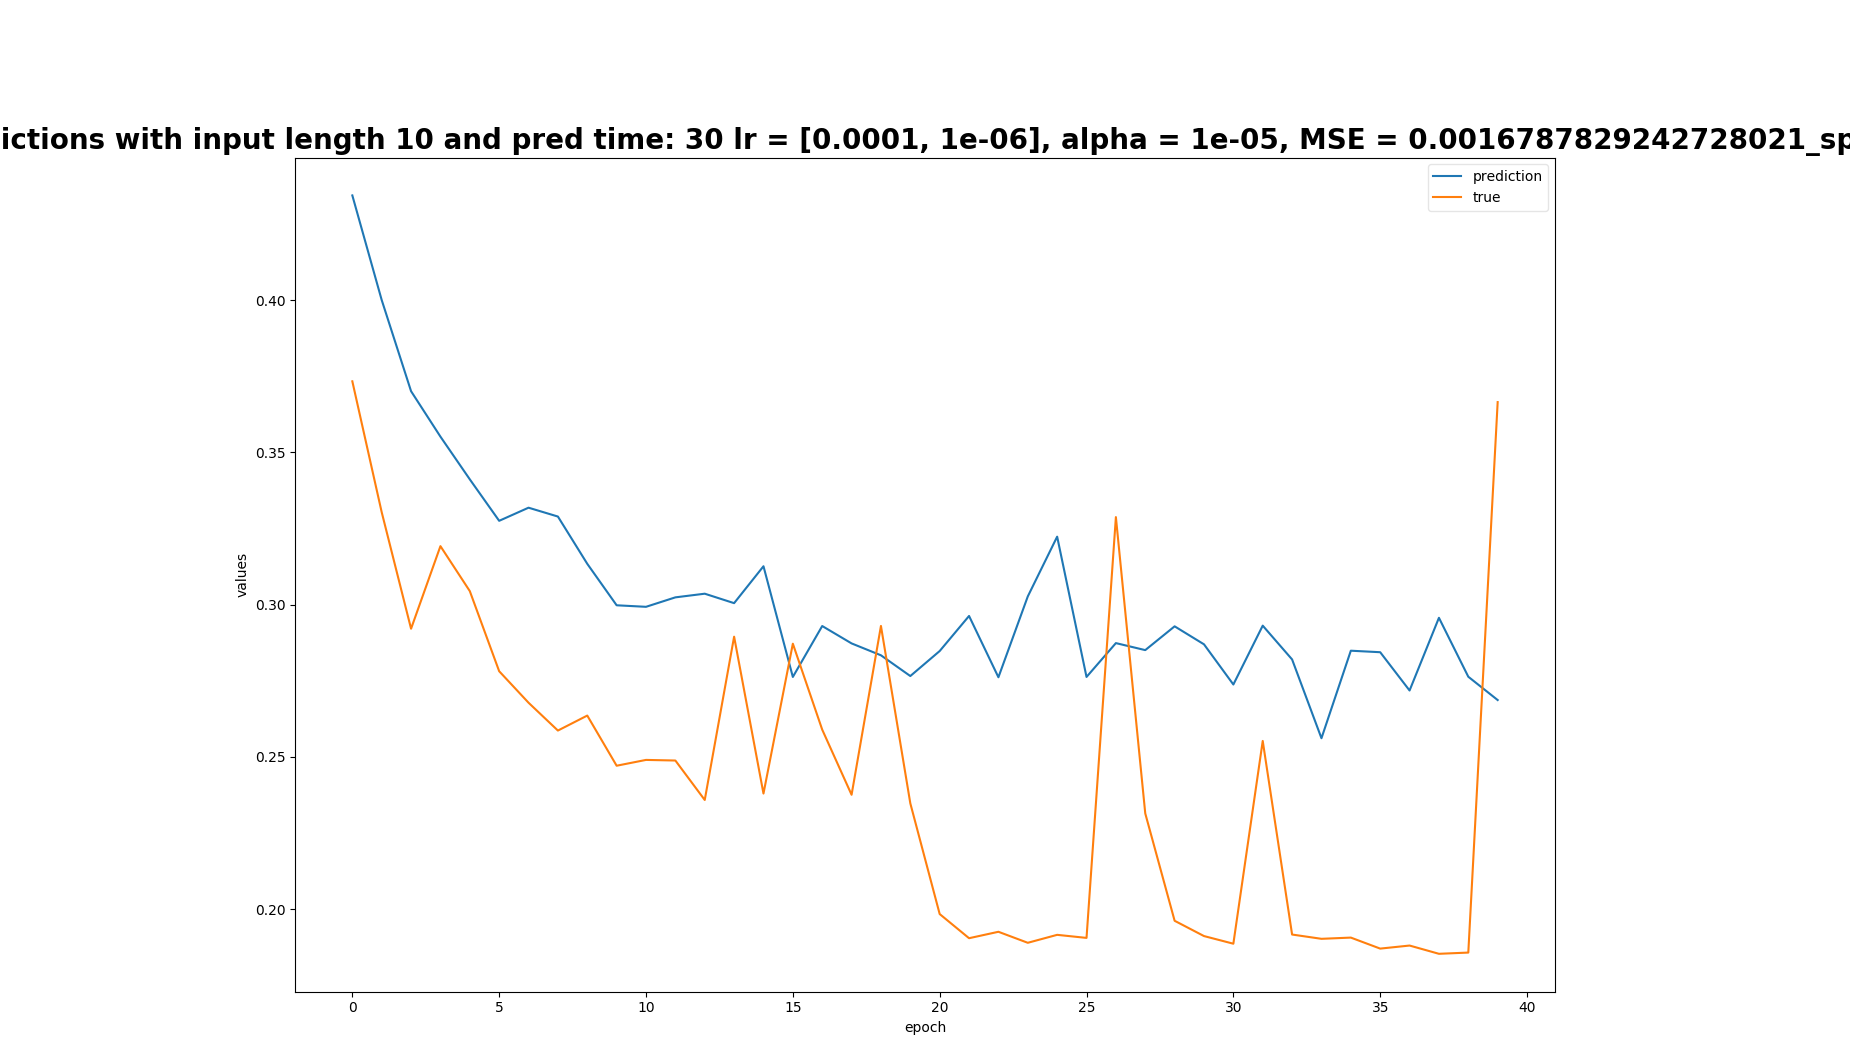 ictions with input length 10 and pred time: 30 lr = [0.0001, 1e-06], alpha = 1e-05, MSE = 0.0016787829242728021_sp
prediction
true
0.40
0.35
0.30
0.25
0.20
values
0 5 10 15 20 25 30 35 40
epoch